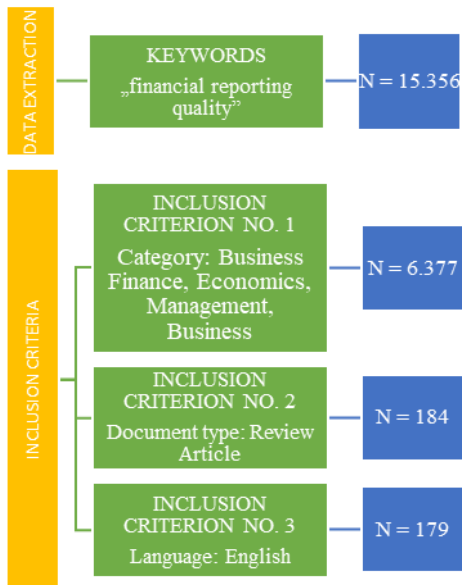 DATA EXTRACTION
KEYWORDS
„financial reporting
quality”
N = 15.356
INCLUSION CRITERIA
INCLUSION
CRITERION NO. 1
Category: Business
Finance, Economics,
Management,
Business
N = 6.377
INCLUSION
CRITERION NO. 2
Document type: Review
Article
N = 184
INCLUSION
CRITERION NO. 3
Language: English
N = 179